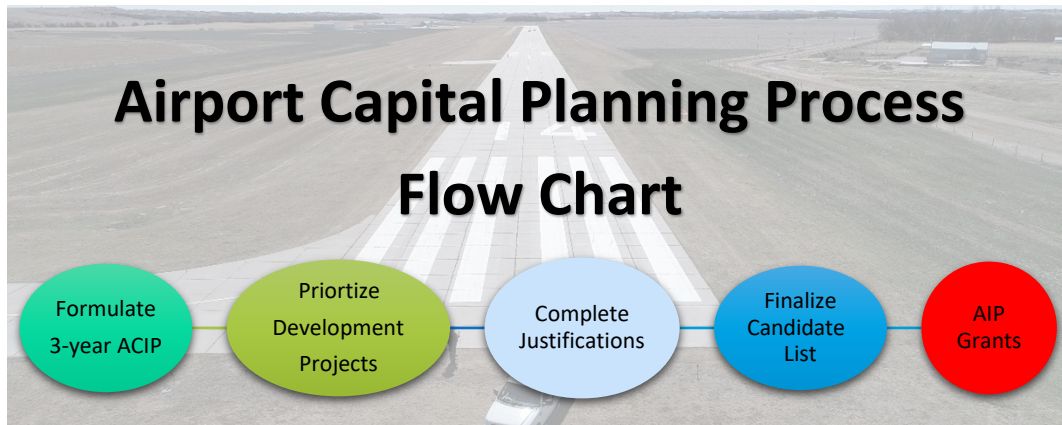 Airport Capital Planning Process
Flow Chart
Formulate
3-year ACIP
Priortize
Development
Projects
Complete
Justifications
Finalize
Candidate
List
AIP
Grants